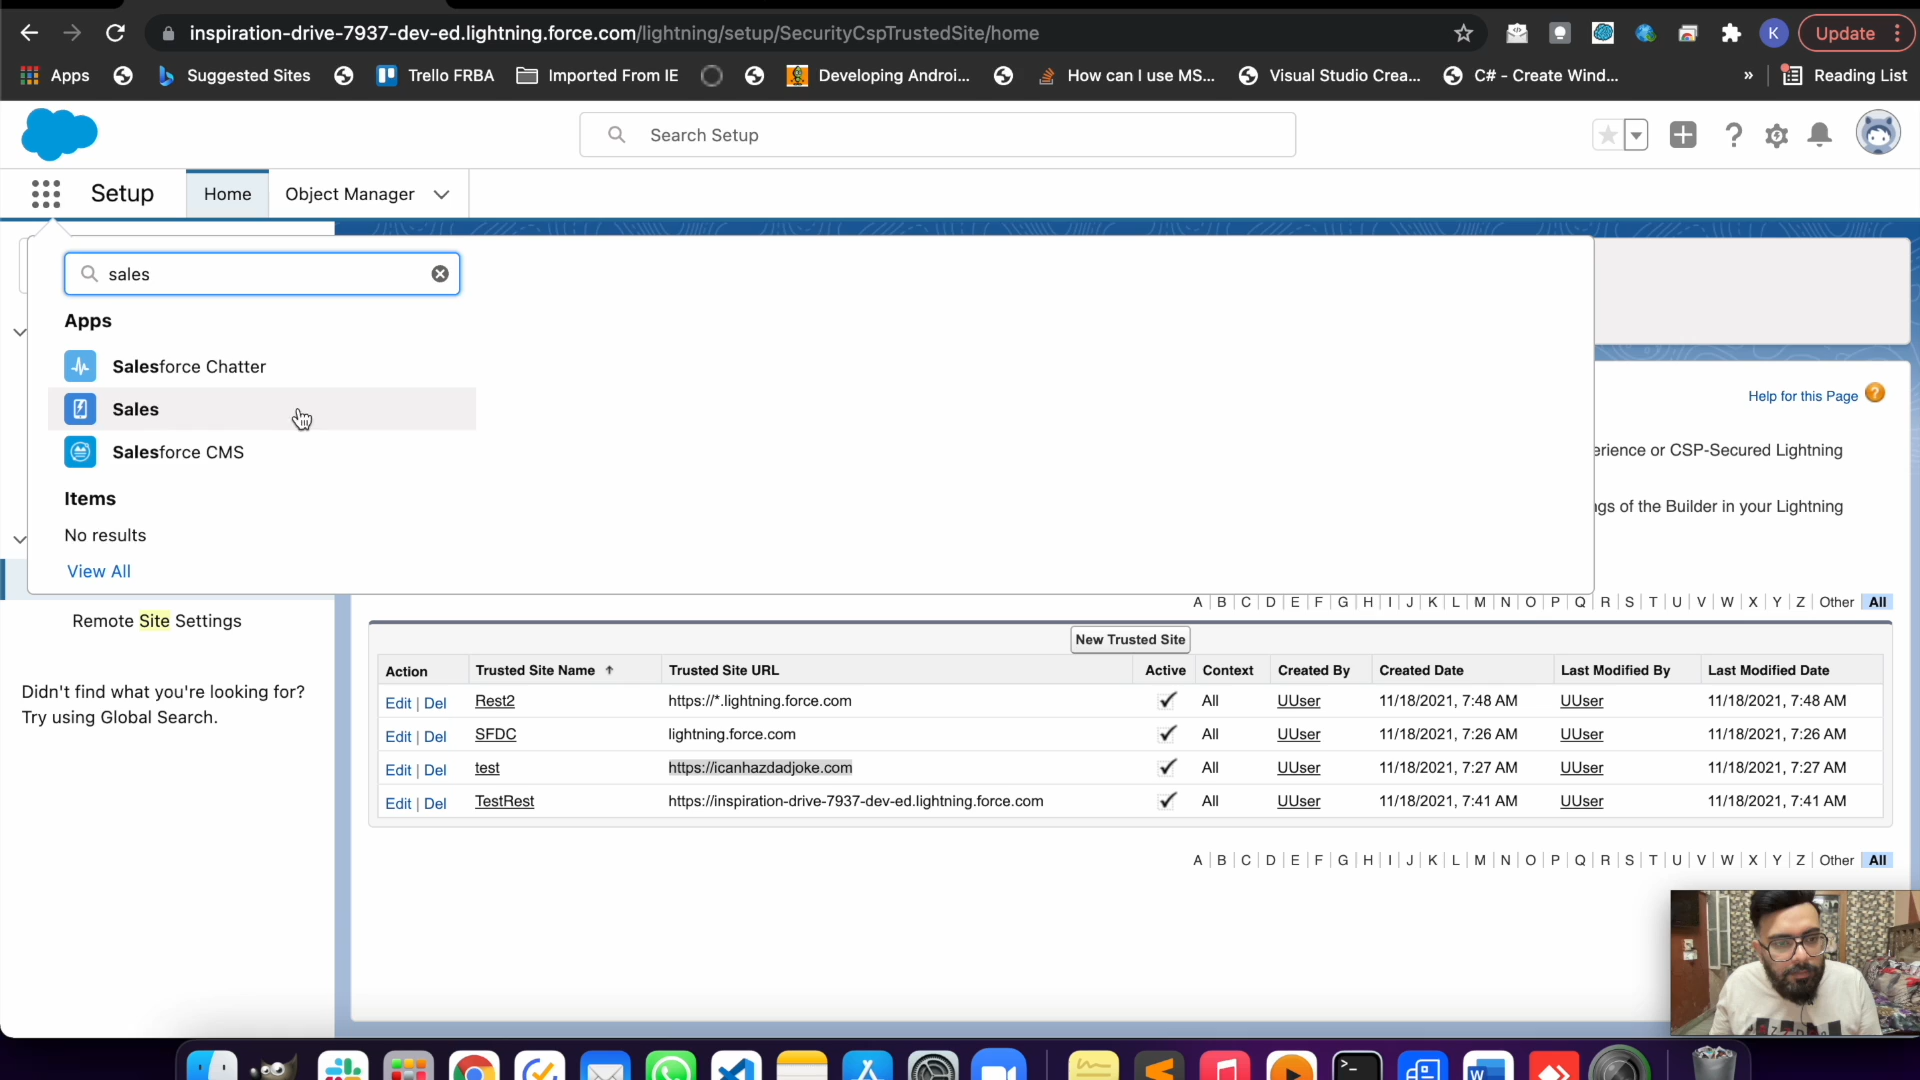 inspiration-drive-7937-dev-ed.lightning.force.com/lightning/setup/SecurityCspTrustedSite/home
K
Update
Apps
Suggested Sites
Trello FRBA
Imported From IE
Developing Androi...
How can I use MS...
Visual Studio Crea...
C# - Create Wind...
»
Reading List
Search Setup
Setup
Home
Object Manager
sales
Apps
Salesforce Chatter
Sales
Salesforce CMS
Items
No results
View All
Help for this Page
erience or CSP-Secured Lightning
ngs of the Builder in your Lightning
Remote Site Settings
Didn't find what you're looking for?
Try using Global Search.
A | B | C | D | E | F | G | H | I | J | K | L | M | N | O | P | Q | R | S | T | U | V | W | X | Y | Z | Other All
New Trusted Site
Action Trusted Site Name ↑ Trusted Site URL Active Context Created By Created Date Last Modified By Last Modified Date
Edit | Del Rest2 https://*.lightning.force.com All UUser 11/18/2021, 7:48 AM UUser 11/18/2021, 7:48 AM
Edit | Del SFDC lightning.force.com All UUser 11/18/2021, 7:26 AM UUser 11/18/2021, 7:26 AM
Edit | Del test https://icanhazdadjoke.com All UUser 11/18/2021, 7:27 AM UUser 11/18/2021, 7:27 AM
Edit | Del TestRest https://inspiration-drive-7937-dev-ed.lightning.force.com All UUser 11/18/2021, 7:41 AM UUser 11/18/2021, 7:41 AM
A | B | C | D | E | F | G | H | I | J | K | L | M | N | O | P | Q | R | S | T | U | V | W | X | Y | Z | Other All